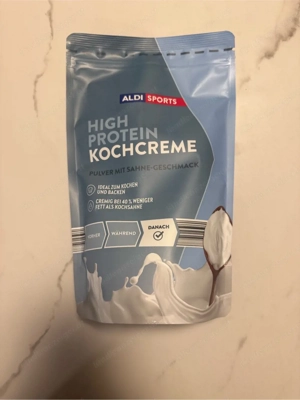 ALDI SPORTS
HIGH
PROTEIN
KOCHCREME
PULVER MIT SAHNE-GESCHMACK
IDEAL ZUM KOCHEN
UND BACKEN
CREMIG BEI 40 % WENIGER
FETT ALS KOCHSAHNE
WÄHREND
DANACH